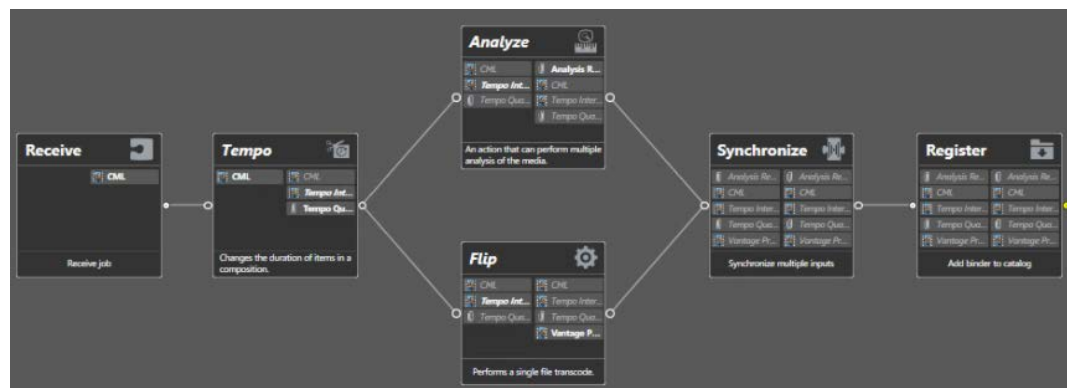 Analyze
CML Analysis R...
Tempo Int... CML
Tempo Qua... Tempo Inter...
Tempo Qua...
An action that can perform multiple
analysis of the media.
Receive
CML
Receive job
Tempo
CML CML
Tempo Int...
Tempo Qu...
Changes the duration of items in a
composition.
Flip
CML CML
Tempo Int... Tempo Inter...
Tempo Qua... Tempo Qua...
Vantage P...
Performs a single file transcode.
Synchronize
Analysis Re... Analysis Re...
CML CML
Tempo Inter... Tempo Inter...
Tempo Qua... Tempo Qua...
Vantage Pr... Vantage Pr...
Synchronize multiple inputs
Register
Analysis Re... Analysis Re...
CML CML
Tempo Inter... Tempo Inter...
Tempo Qua... Tempo Qua...
Vantage Pr... Vantage Pr...
Add binder to catalog